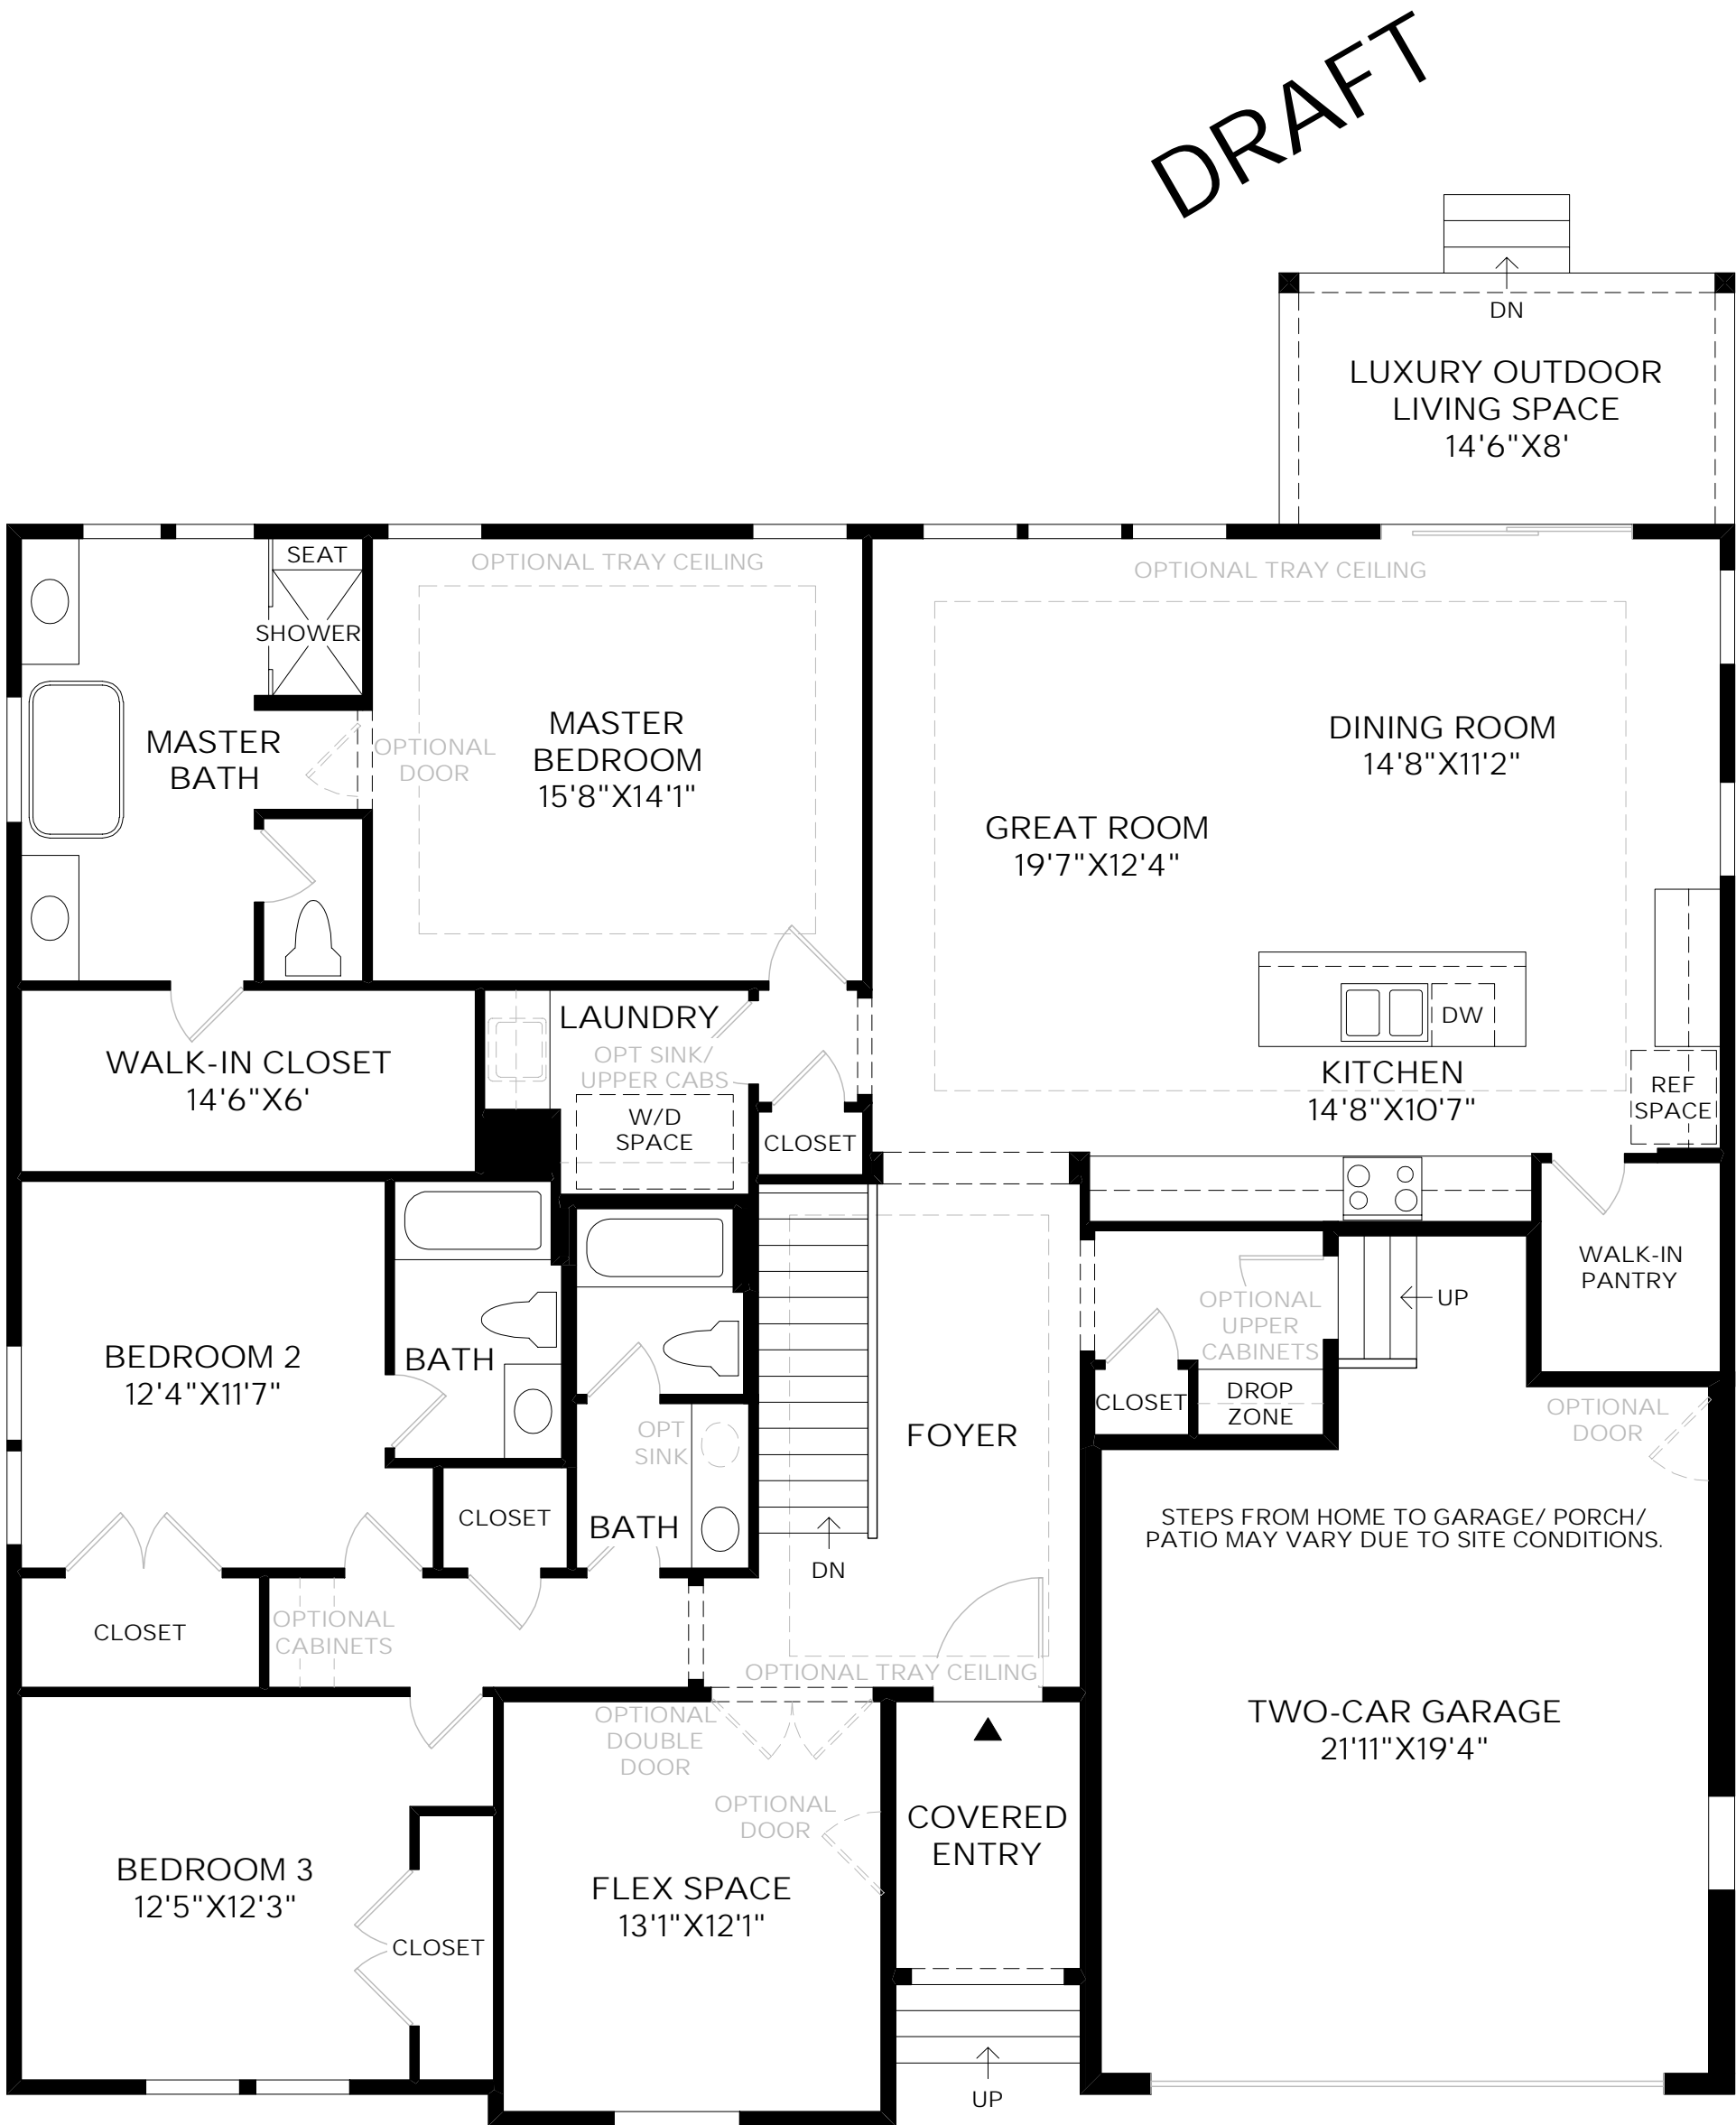 DRAFT
DN
LUXURY OUTDOOR
LIVING SPACE
14'6"X8'
SEAT
SHOWER
OPTIONAL TRAY CEILING
OPTIONAL TRAY CEILING
MASTER
BATH
OPTIONAL
DOOR
MASTER
BEDROOM
15'8"X14'1"
DINING ROOM
14'8"X11'2"
GREAT ROOM
19'7"X12'4"
WALK-IN CLOSET
14'6"X6'
LAUNDRY
OPT SINK/
UPPER CABS
W/D
SPACE
CLOSET
DW
KITCHEN
14'8"X10'7"
REF
SPACE
WALK-IN
PANTRY
BEDROOM 2
12'4"X11'7"
BATH
OPT
SINK
BATH
CLOSET
FOYER
DN
OPTIONAL
UPPER
CABINETS
CLOSET
DROP
ZONE
UP
OPTIONAL
DOOR
STEPS FROM HOME TO GARAGE/ PORCH/
PATIO MAY VARY DUE TO SITE CONDITIONS.
CLOSET
OPTIONAL
CABINETS
OPTIONAL TRAY CEILING
OPTIONAL
DOUBLE
DOOR
OPTIONAL
DOOR
TWO-CAR GARAGE
21'11"X19'4"
COVERED
ENTRY
BEDROOM 3
12'5"X12'3"
CLOSET
FLEX SPACE
13'1"X12'1"
UP